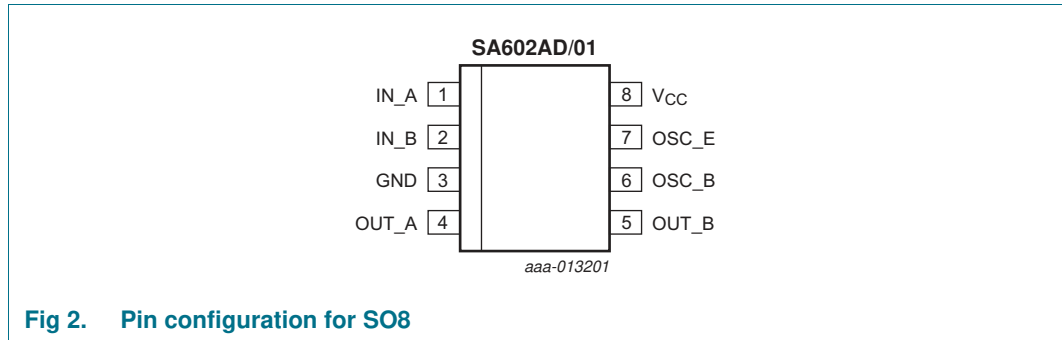 SA602AD/01
IN_A 1
8 VCC
IN_B 2
7 OSC_E
GND 3
6 OSC_B
OUT_A 4
5 OUT_B
aaa-013201
Fig 2. Pin configuration for SO8